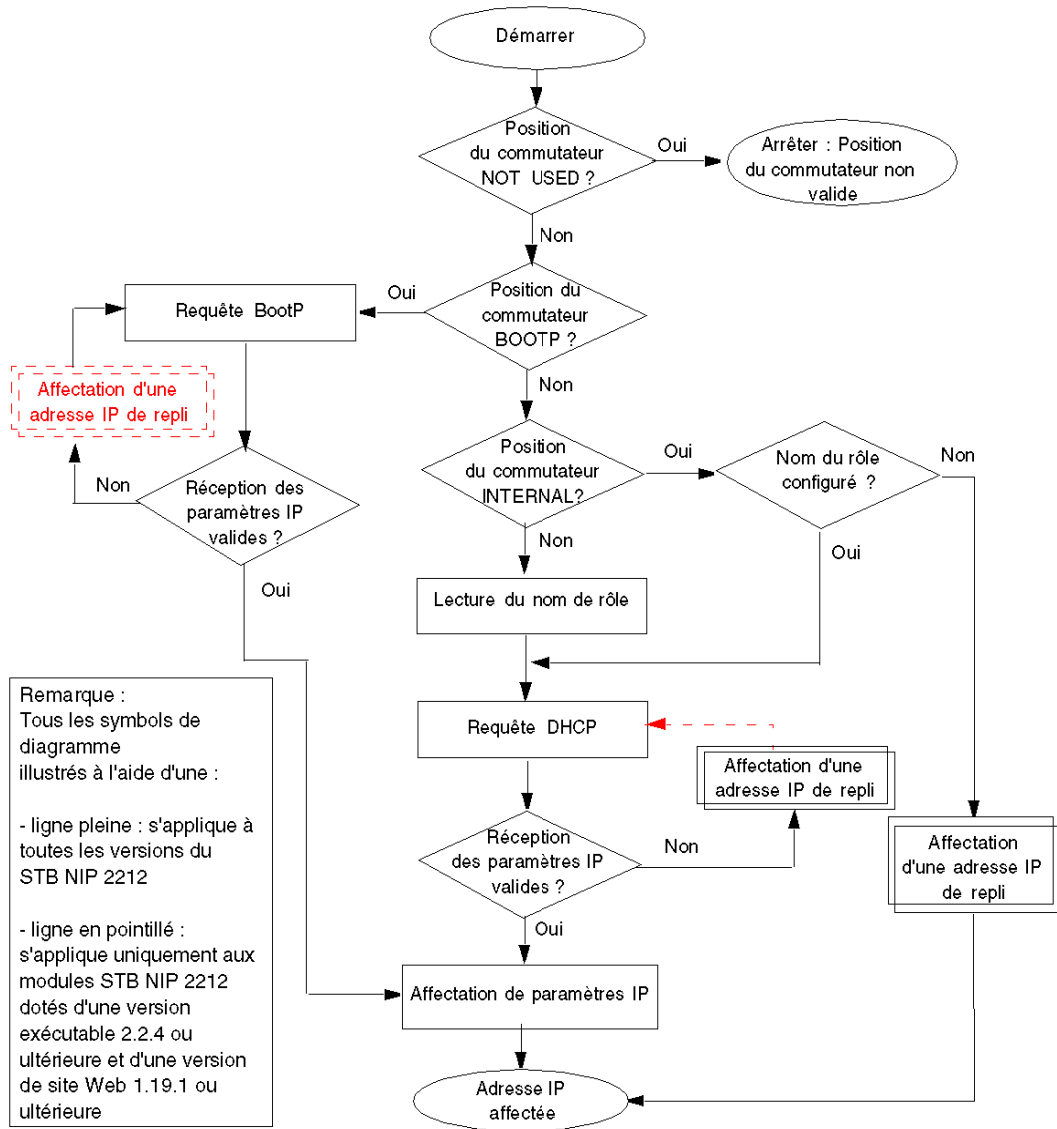 Démarrer
Position
du commutateur
NOT USED ?
Oui
Arrêter : Position
du commutateur non
valide
Non
Oui
Requête BootP
Position du
commutateur
BOOTP ?
Affectation d'une
adresse IP de repli
Non
Position
du commutateur
INTERNAL?
Oui
Nom du rôle
configuré ?
Non
Non
Réception des
paramètres IP
valides ?
Non
Oui
Oui
Lecture du nom de rôle
Remarque :
Tous les symbols de
diagramme
illustrés à l'aide d'une :
- ligne pleine : s'applique à
toutes les versions du
STB NIP 2212
- ligne en pointillé :
s'applique uniquement aux
modules STB NIP 2212
dotés d'une version
exécutable 2.2.4 ou
ultérieure et d'une version
de site Web 1.19.1 ou
ultérieure
Requête DHCP
Affectation d'une
adresse IP de repli
Réception
des paramètres IP
valides ?
Non
Affectation
d'une adresse IP
de repli
Oui
Affectation de paramètres IP
Adresse IP
affectée